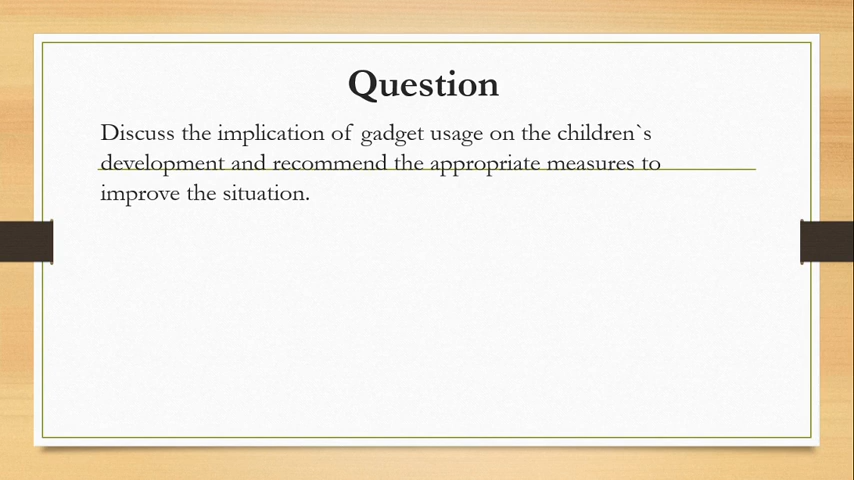 Question
Discuss the implication of gadget usage on the children`s
development and recommend the appropriate measures to
improve the situation.